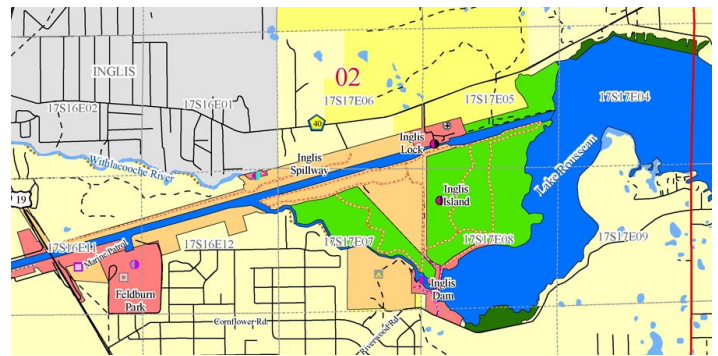 INGLIS
02
17S16E02
17S16E01
17S17E06
17S17E05
17S17E04
40
Inglis
Lock
Withlacooche River
Inglis
Spillway
Inglis
Island
Lake Rousseau
19
17S16E11
Marine Patrol
17S16E12
17S17E07
17S17E08
17S17E09
Feldburn
Park
Inglis
Dam
Cornflower Rd.
Riverwood Rd.